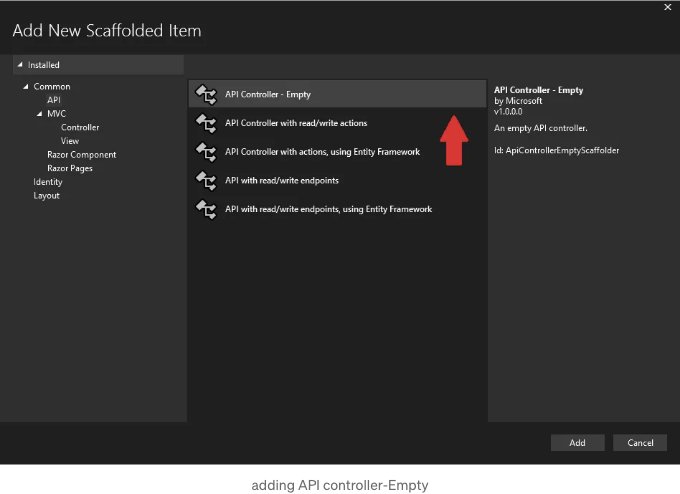 Add New Scaffolded Item
Installed
Common
API
MVC
Controller
View
Razor Component
Razor Pages
Identity
Layout
API Controller - Empty
API Controller with read/write actions
API Controller with actions, using Entity Framework
API with read/write endpoints
API with read/write endpoints, using Entity Framework
API Controller - Empty
by Microsoft
v1.0.0.0
An empty API controller.
Id: ApiControllerEmptyScaffolder
Add
Cancel
adding API controller-Empty